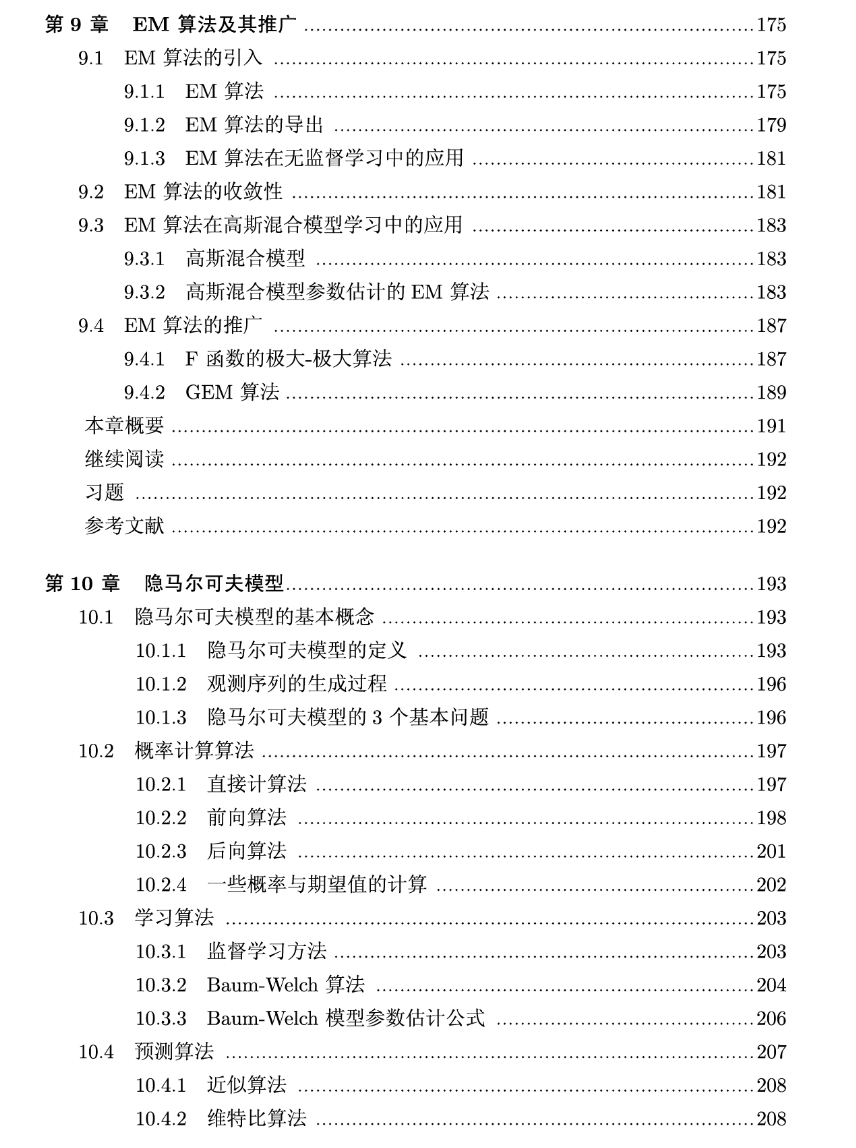 第 9 章 EM 算法及其推广 ......175
9.1 EM 算法的引入 ......175
9.1.1 EM 算法 ......175
9.1.2 EM 算法的导出 ......179
9.1.3 EM 算法在无监督学习中的应用 ......181
9.2 EM 算法的收敛性 ......181
9.3 EM 算法在高斯混合模型学习中的应用 ......183
9.3.1 高斯混合模型 ......183
9.3.2 高斯混合模型参数估计的 EM 算法 ......183
9.4 EM 算法的推广 ......187
9.4.1 F 函数的极大-极大算法 ......187
9.4.2 GEM 算法 ......189
本章概要 ......191
继续阅读 ......192
习题 ......192
参考文献 ......192
第 10 章 隐马尔可夫模型 ......193
10.1 隐马尔可夫模型的基本概念 ......193
10.1.1 隐马尔可夫模型的定义 ......193
10.1.2 观测序列的生成过程 ......196
10.1.3 隐马尔可夫模型的 3 个基本问题 ......196
10.2 概率计算算法 ......197
10.2.1 直接计算法 ......197
10.2.2 前向算法 ......198
10.2.3 后向算法 ......201
10.2.4 一些概率与期望值的计算 ......202
10.3 学习算法 ......203
10.3.1 监督学习方法 ......203
10.3.2 Baum-Welch 算法 ......204
10.3.3 Baum-Welch 模型参数估计公式 ......206
10.4 预测算法 ......207
10.4.1 近似算法 ......208
10.4.2 维特比算法 ......208